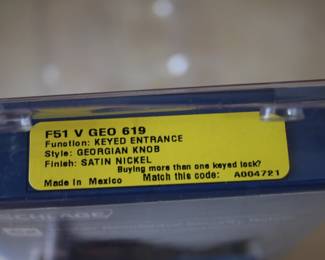 F51 V GEO 619
Function: KEYED ENTRANCE
Style: GEORGIAN KNOB
Finish: SATIN NICKEL
Buying more than one keyed lock?
Made in Mexico Match this code: A004721
SCHLAGE